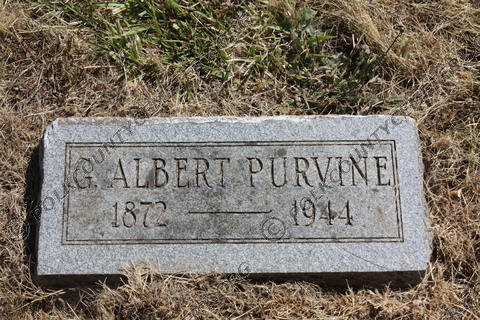 G. ALBERT PURVINE
1872 — 1944